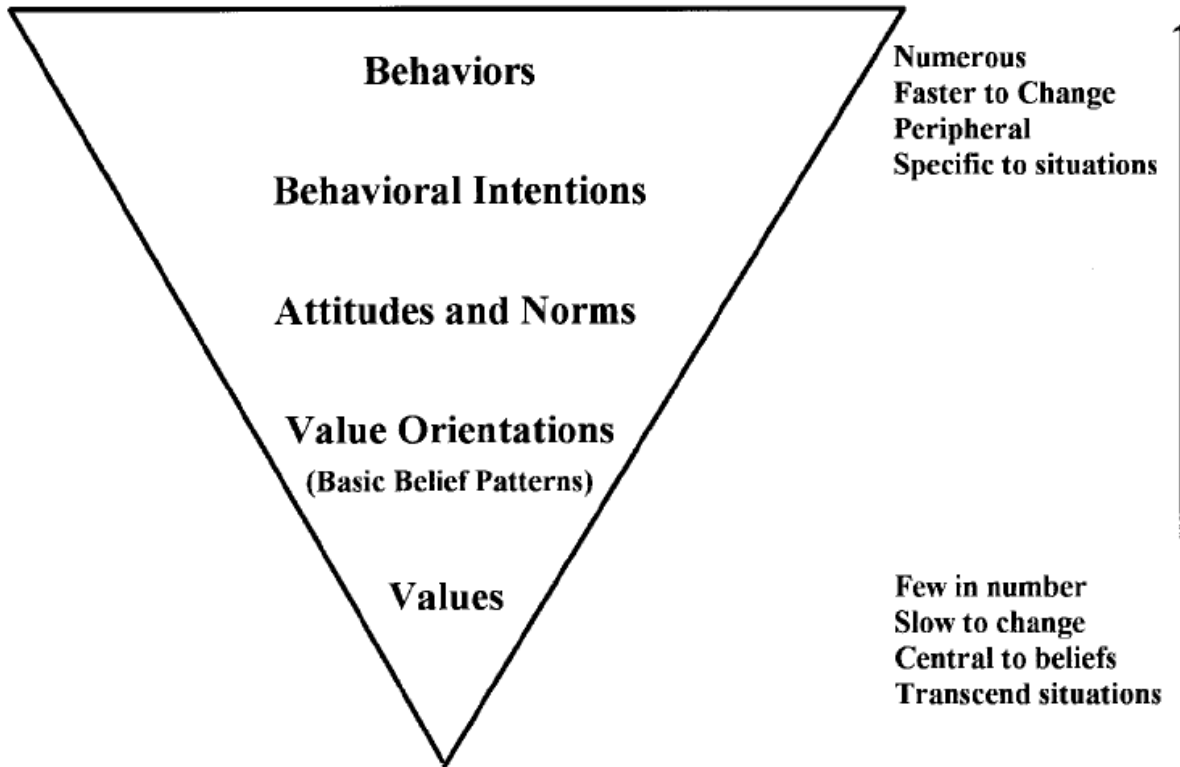 Behaviors
Behavioral Intentions
Attitudes and Norms
Value Orientations
(Basic Belief Patterns)
Values
Numerous
Faster to Change
Peripheral
Specific to situations
Few in number
Slow to change
Central to beliefs
Transcend situations